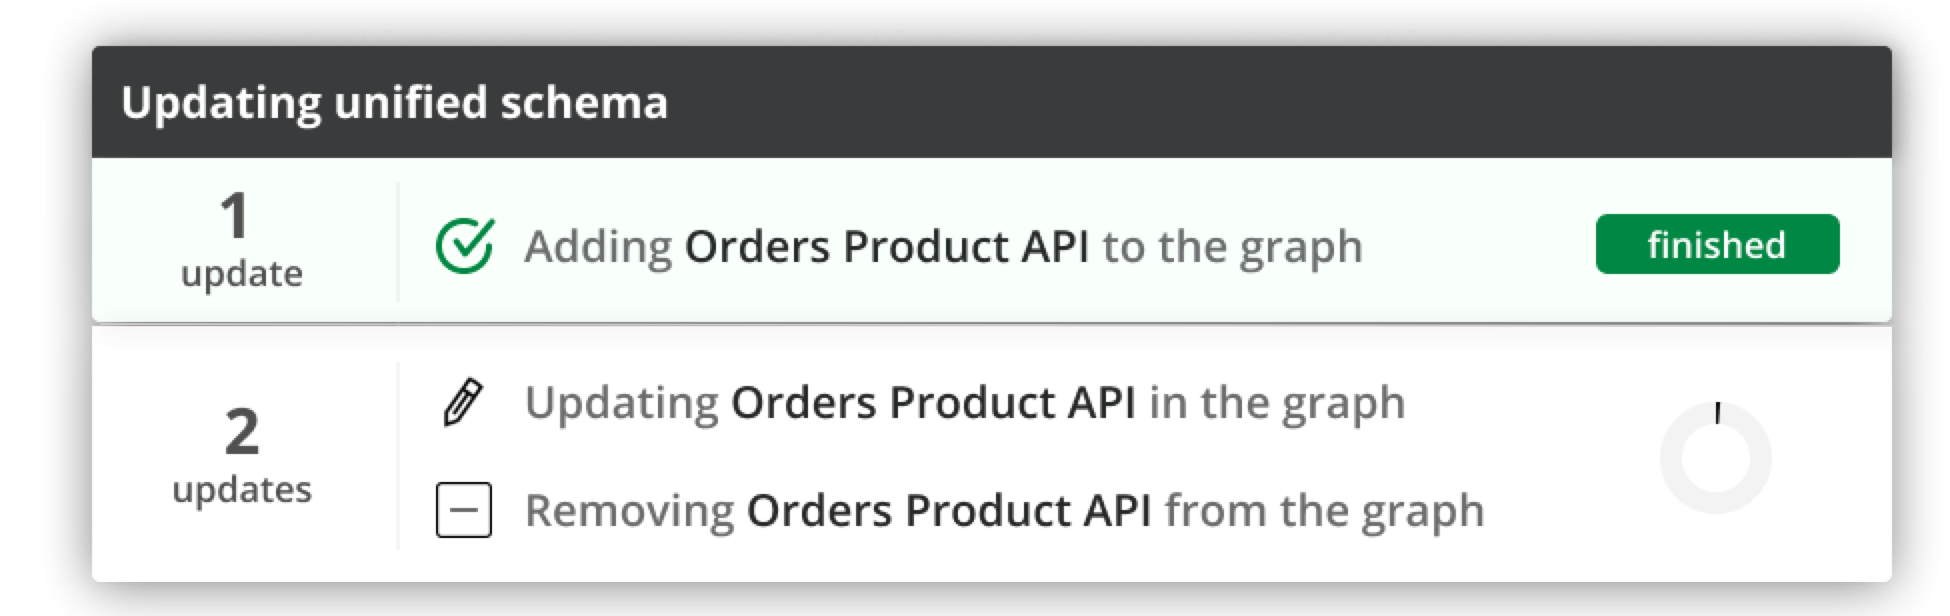 Updating unified schema
1
update
Adding Orders Product API to the graph
finished
2
updates
Updating Orders Product API in the graph
Removing Orders Product API from the graph